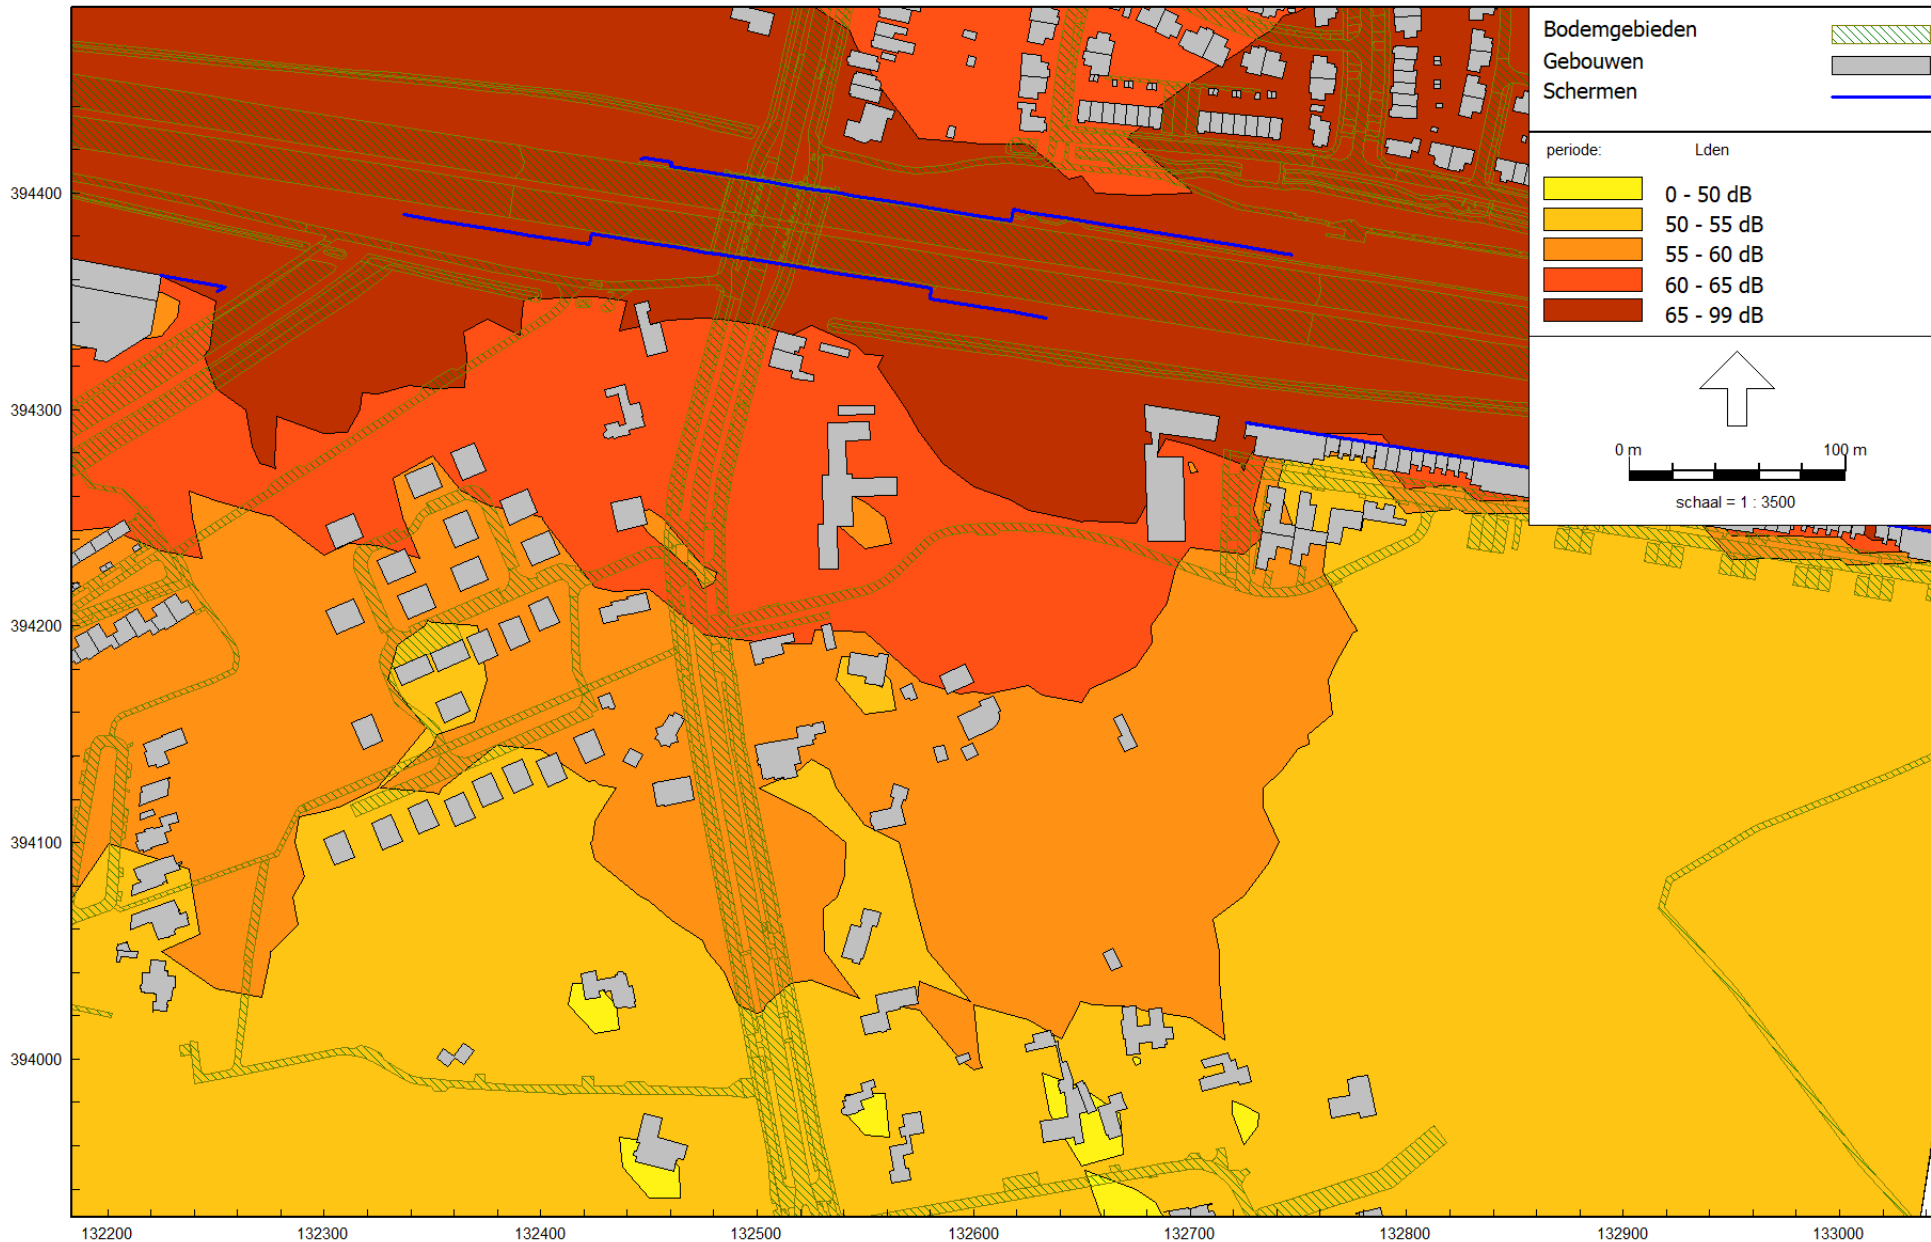 Bodemgebieden
Gebouwen
Schermen
periode: Lden
0 - 50 dB
50 - 55 dB
55 - 60 dB
60 - 65 dB
65 - 99 dB
0 m 100 m
schaal = 1 : 3500
394400
394300
394200
394100
394000
132200 132300 132400 132500 132600 132700 132800 132900 133000